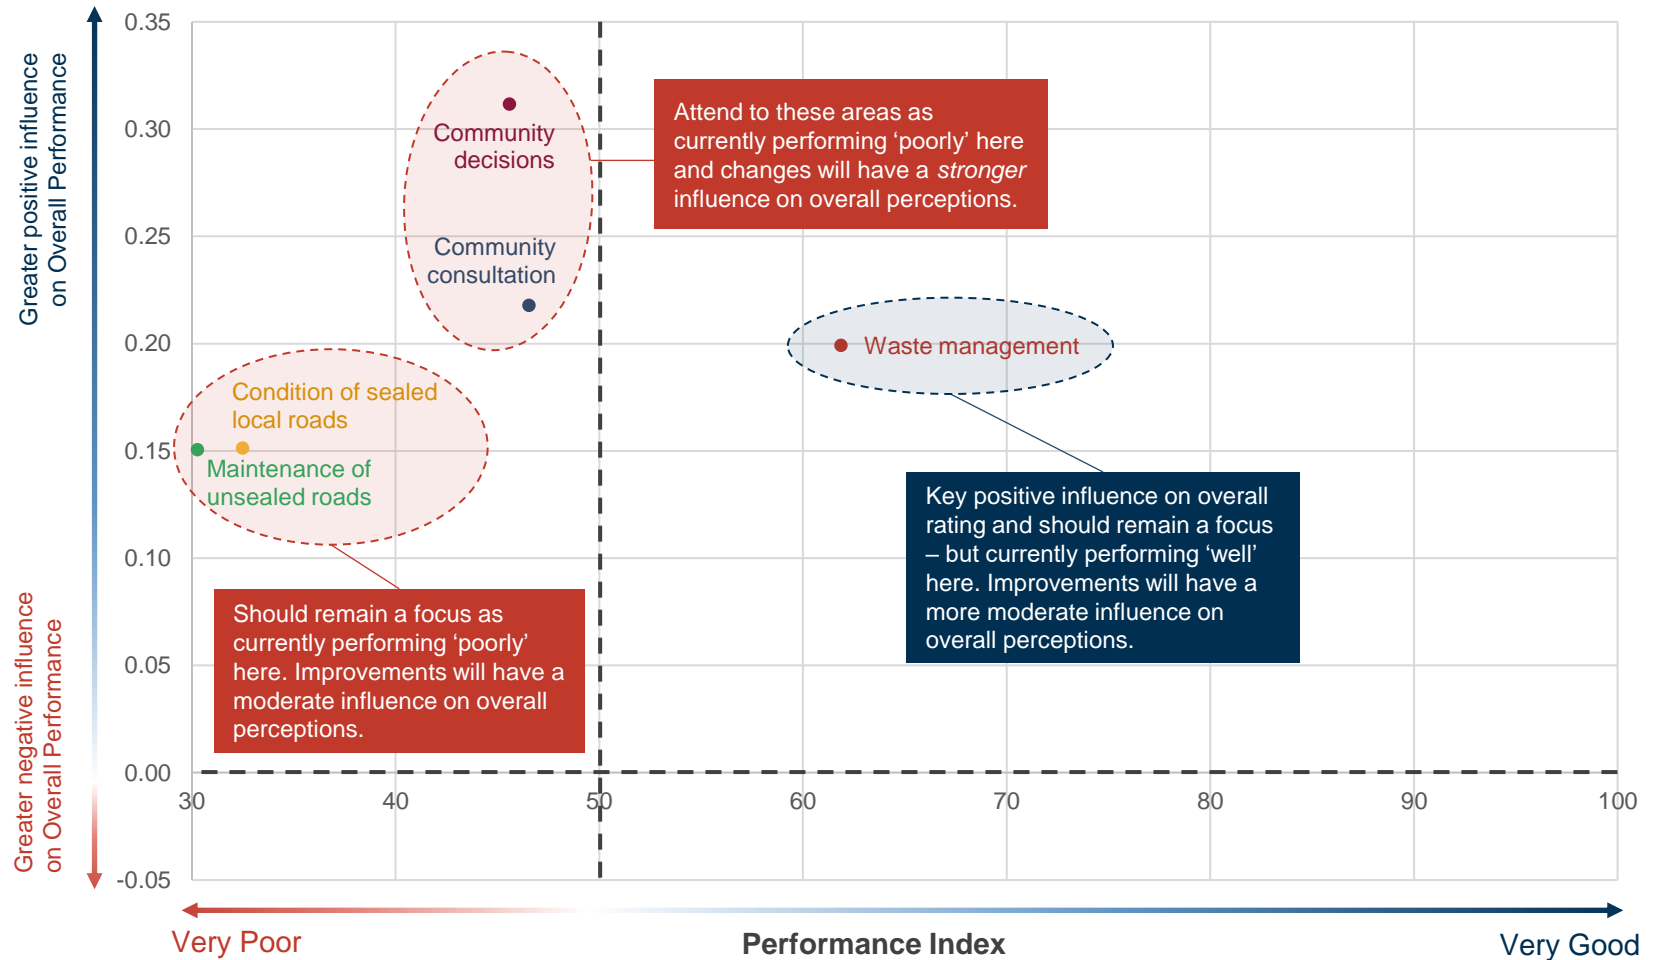 Greater positive influence
on Overall Performance
Greater negative influence
on Overall Performance
0.35
0.30
0.25
0.20
0.15
0.10
0.05
0.00
-0.05
30
40
50
60
70
80
90
100
Community
decisions
Community
consultation
Attend to these areas as
currently performing ‘poorly’ here
and changes will have a stronger
influence on overall perceptions.
Waste management
Condition of sealed
local roads
Maintenance of
unsealed roads
Key positive influence on overall
rating and should remain a focus
– but currently performing ‘well’
here. Improvements will have a
more moderate influence on
overall perceptions.
Should remain a focus as
currently performing ‘poorly’
here. Improvements will have a
moderate influence on overall
perceptions.
Very Poor
Performance Index
Very Good